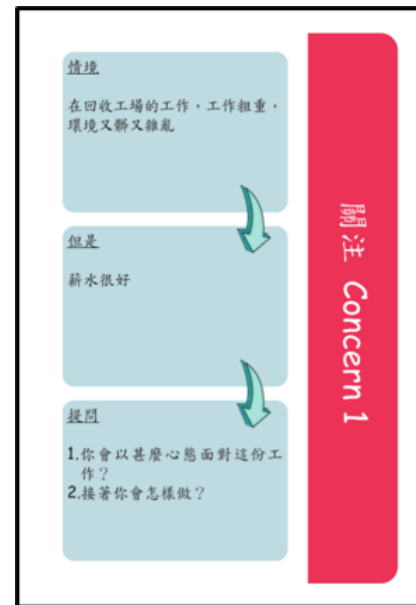 情境
在回收工場的工作，工作粗重，
環境又髒又雜亂
但是
薪水很好
提問
1.你會以甚麼心態面對這份工
作？
2.接著你會怎樣做？
關注 Concern 1